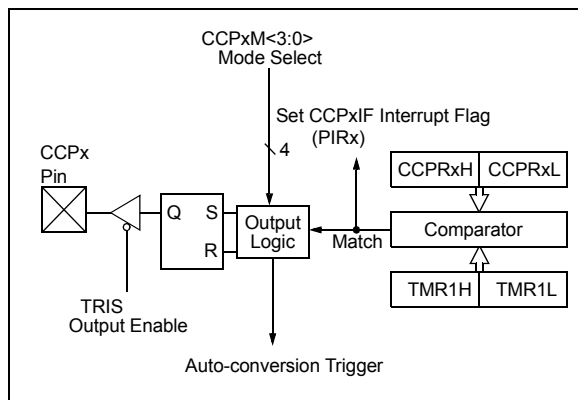 CCPxM<3:0>
Mode Select
Set CCPxIF Interrupt Flag
(PIRx)
4
CCPx
Pin
CCPRxH CCPRxL
Q S
R
Output
Logic
Match
Comparator
TMR1H TMR1L
TRIS
Output Enable
Auto-conversion Trigger